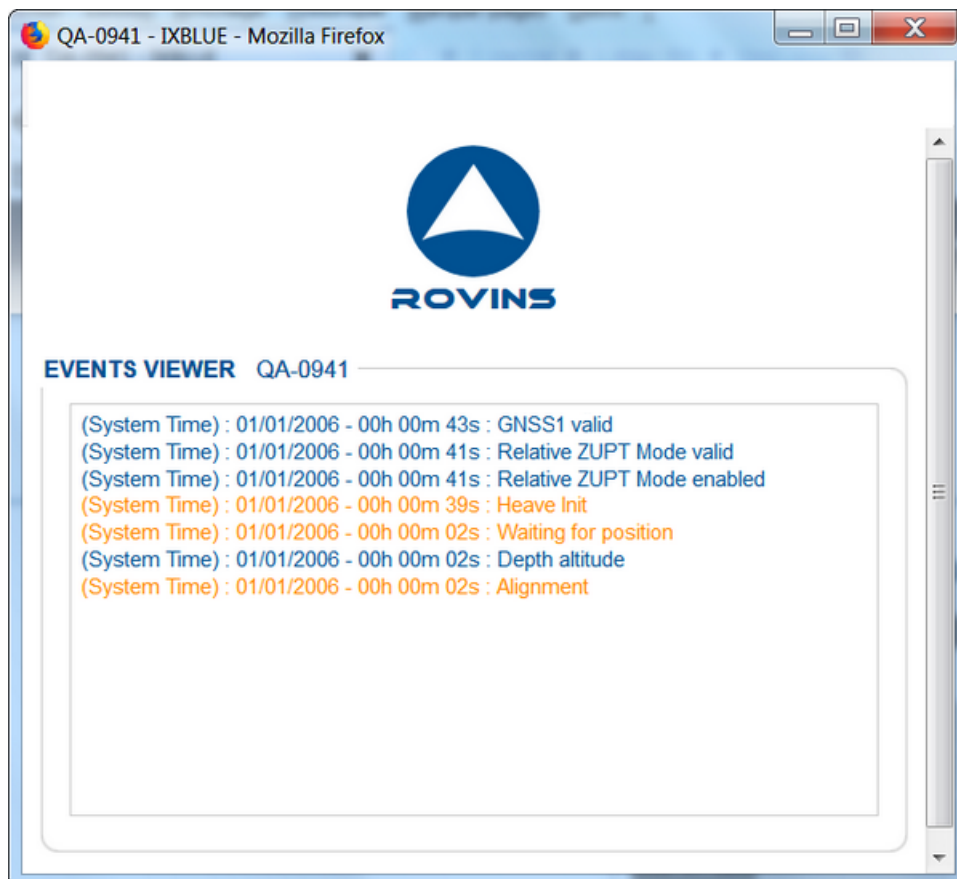 QA-0941 - IXBLUE - Mozilla Firefox
ROVINS
EVENTS VIEWER QA-0941
(System Time) : 01/01/2006 - 00h 00m 43s : GNSS1 valid
(System Time) : 01/01/2006 - 00h 00m 41s : Relative ZUPT Mode valid
(System Time) : 01/01/2006 - 00h 00m 41s : Relative ZUPT Mode enabled
(System Time) : 01/01/2006 - 00h 00m 39s : Heave Init
(System Time) : 01/01/2006 - 00h 00m 02s : Waiting for position
(System Time) : 01/01/2006 - 00h 00m 02s : Depth altitude
(System Time) : 01/01/2006 - 00h 00m 02s : Alignment